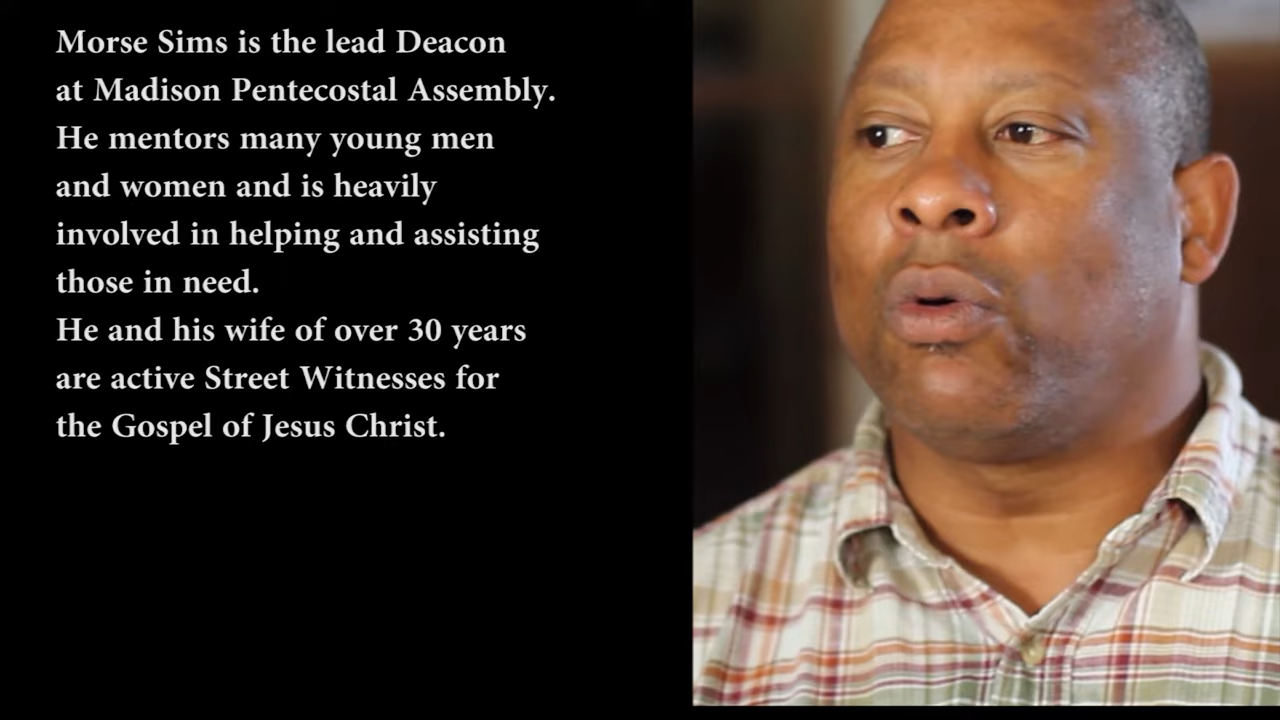 Morse Sims is the lead Deacon
at Madison Pentecostal Assembly.
He mentors many young men
and women and is heavily
involved in helping and assisting
those in need.
He and his wife of over 30 years
are active Street Witnesses for
the Gospel of Jesus Christ.